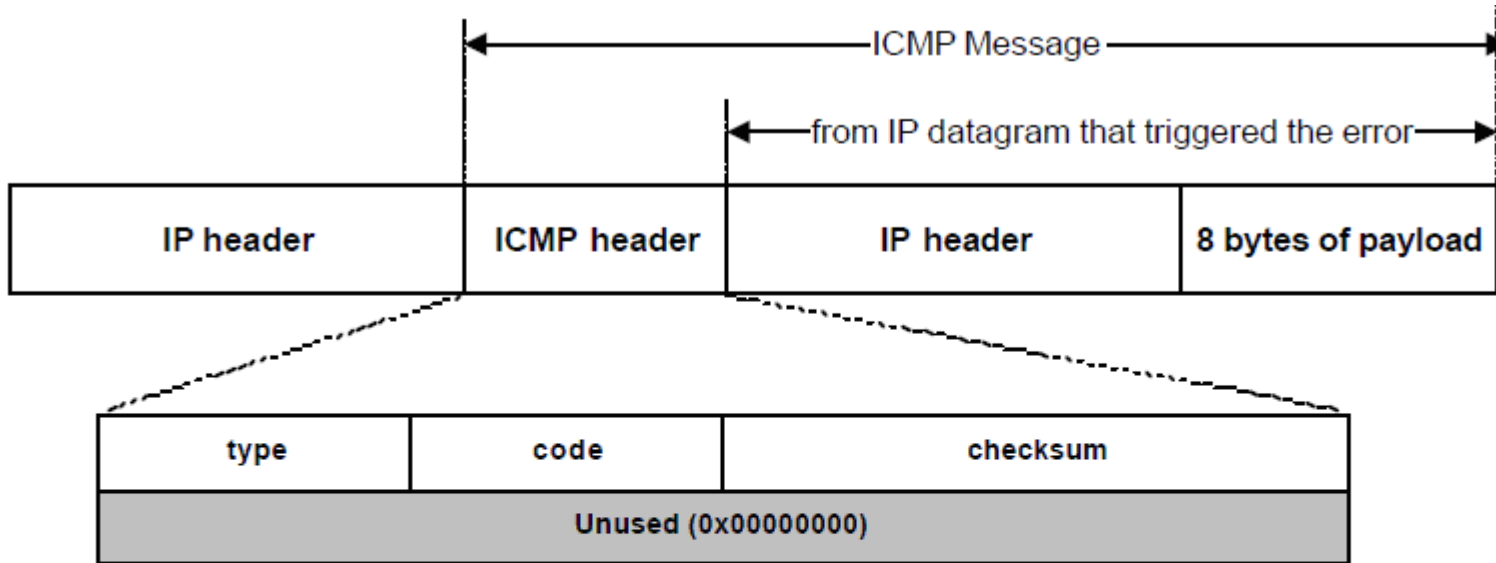 ICMP Message
from IP datagram that triggered the error
IP header
ICMP header
IP header
8 bytes of payload
type
code
checksum
Unused (0x00000000)